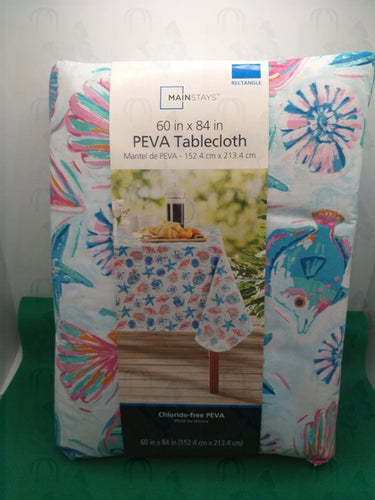 RECTANGLE
MAINSTAYS™
60 in x 84 in
PEVA Tablecloth
Mantel de PEVA - 152.4 cm x 213.4 cm
Chloride-free PEVA
60 in x 84 in (152.4 cm x 213.4 cm)